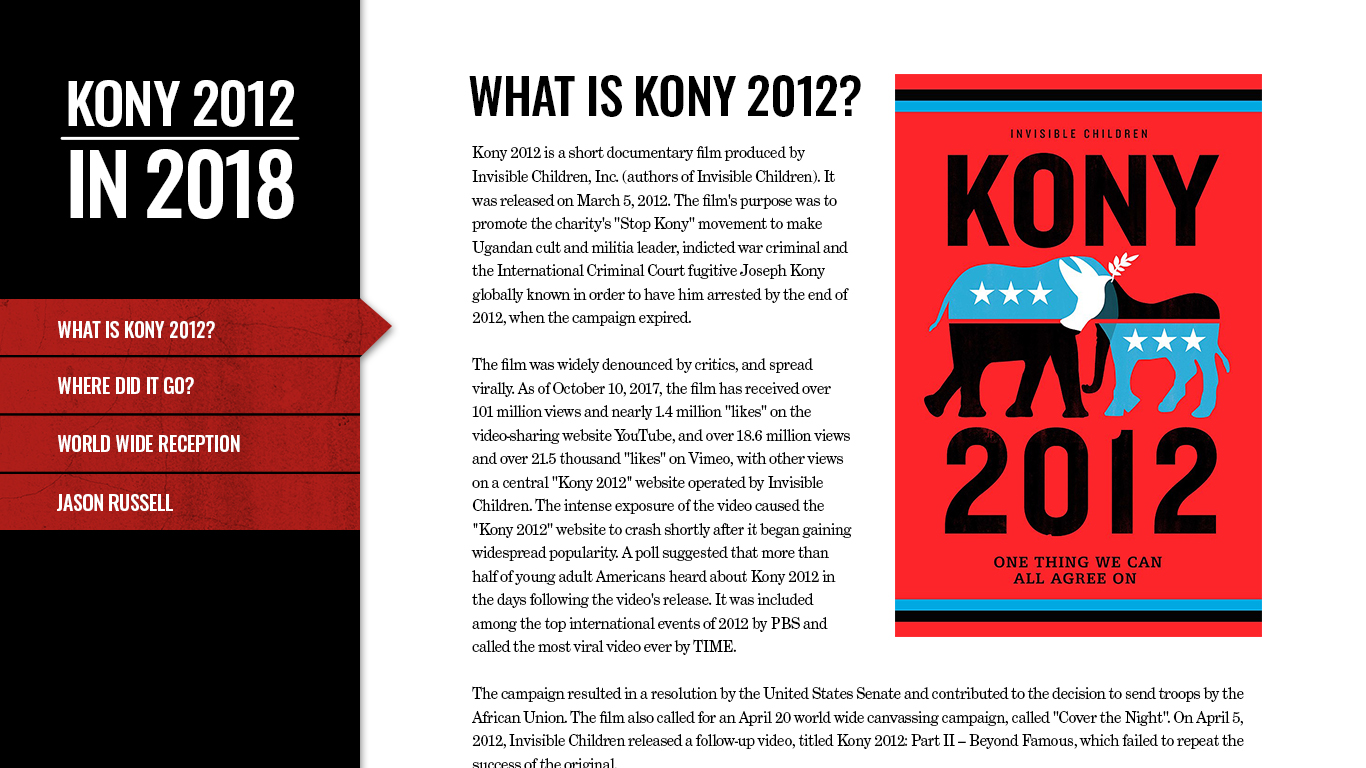 KONY 2012
IN 2018
WHAT IS KONY 2012?
WHERE DID IT GO?
WORLD WIDE RECEPTION
JASON RUSSELL
WHAT IS KONY 2012?
Kony 2012 is a short documentary film produced by
Invisible Children, Inc. (authors of Invisible Children). It
was released on March 5, 2012. The film's purpose was to
promote the charity's "Stop Kony" movement to make
Ugandan cult and militia leader, indicted war criminal and
the International Criminal Court fugitive Joseph Kony
globally known in order to have him arrested by the end of
2012, when the campaign expired.
The film was widely denounced by critics, and spread
virally. As of October 10, 2017, the film has received over
101 million views and nearly 1.4 million "likes" on the
video-sharing website YouTube, and over 18.6 million views
and over 21.5 thousand "likes" on Vimeo, with other views
on a central "Kony 2012" website operated by Invisible
Children. The intense exposure of the video caused the
"Kony 2012" website to crash shortly after it began gaining
widespread popularity. A poll suggested that more than
half of young adult Americans heard about Kony 2012 in
the days following the video's release. It was included
among the top international events of 2012 by PBS and
called the most viral video ever by TIME.
The campaign resulted in a resolution by the United States Senate and contributed to the decision to send troops by the
African Union. The film also called for an April 20 world wide canvassing campaign, called "Cover the Night". On April 5,
2012, Invisible Children released a follow-up video, titled Kony 2012: Part II – Beyond Famous, which failed to repeat the
success of the original.
INVISIBLE CHILDREN
KONY
2012
ONE THING WE CAN
ALL AGREE ON